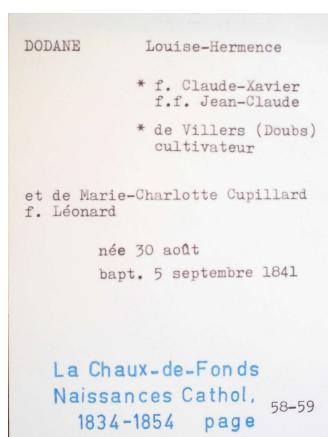 DODANE Louise-Hermence
* f. Claude-Xavier
f.f. Jean-Claude
* de Villers (Doubs)
cultivateur
et de Marie-Charlotte Cupillard
f. Léonard
née 30 août
bapt. 5 septembre 1841
La Chaux-de-Fonds
Naissances Cathol,
58-59
1834-1854 page